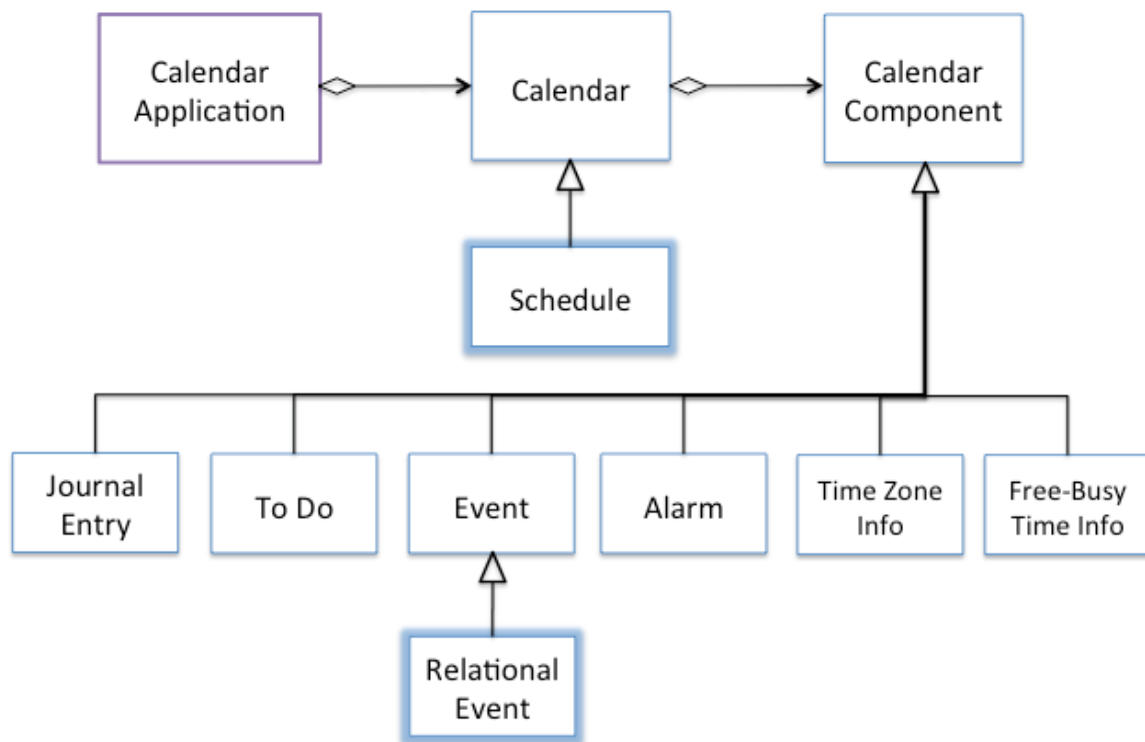 Calendar
Application
Calendar
Calendar
Component
Schedule
Journal
Entry
To Do
Event
Alarm
Time Zone
Info
Free-Busy
Time Info
Relational
Event